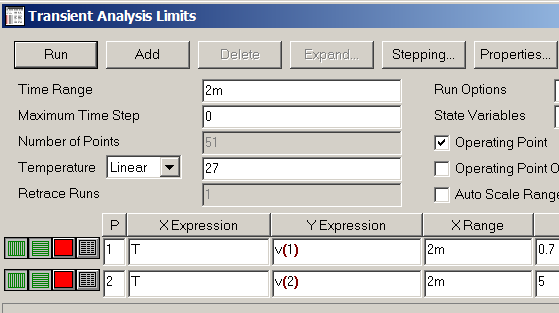 Transient Analysis Limits
Run Add Delete Expand... Stepping... Properties...
Time Range 2m Run Options
Maximum Time Step 0 State Variables
Number of Points 51 Operating Point
Temperature Linear 27 Operating Point O
Retrace Runs 1 Auto Scale Range
P X Expression Y Expression X Range
1 T v(1) 2m 0.7
2 T v(2) 2m 5